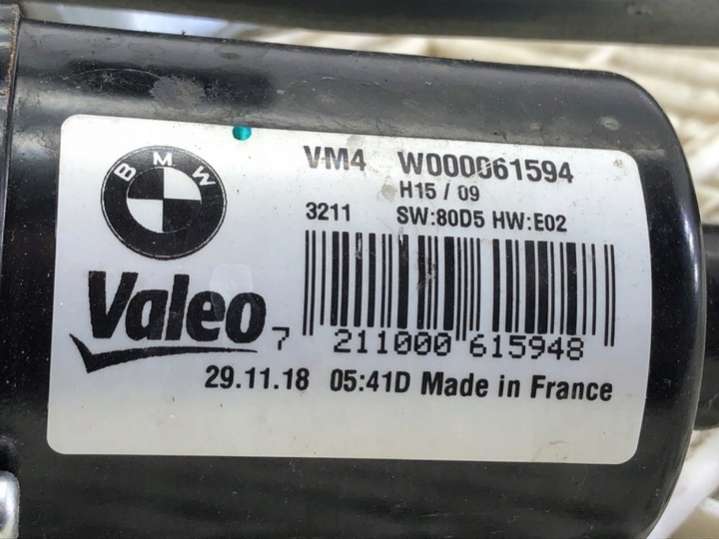 BMW
VM4 W000061594
H15 / 09
3211 SW:80D5 HW:E02
Valeo
7 211000 615948
29.11.18 05:41D Made in France